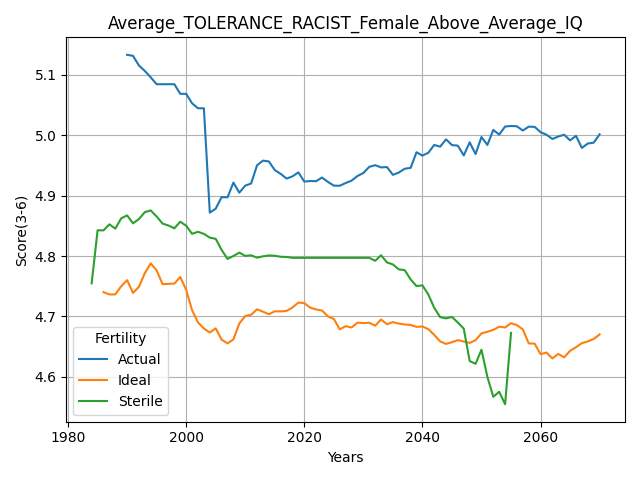 Average_TOLERANCE_RACIST_Female_Above_Average_IQ
Score(3-6)
5.1
5.0
4.9
4.8
4.7
4.6
Fertility
Actual
Ideal
Sterile
1980 2000 2020 2040 2060
Years